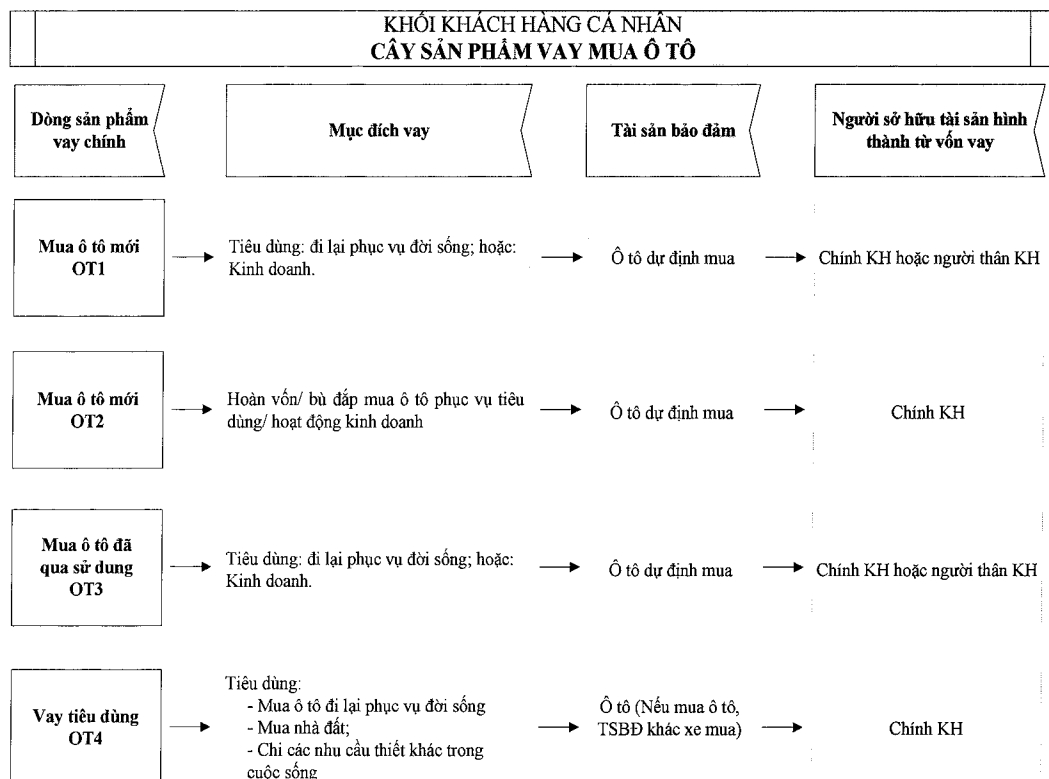 KHỐI KHÁCH HÀNG CÁ NHÂN
CÂY SẢN PHẨM VAY MUA Ô TÔ
Dòng sản phẩm
vay chính
Mục đích vay
Tài sản bảo đảm
Người sở hữu tài sản hình
thành từ vốn vay
Mua ô tô mới
OT1
Tiêu dùng: đi lại phục vụ đời sống; hoặc:
Kinh doanh.
Ô tô dự định mua
Chính KH hoặc người thân KH
Mua ô tô mới
OT2
Hoàn vốn/ bù đắp mua ô tô phục vụ tiêu
dùng/ hoạt động kinh doanh
Ô tô dự định mua
Chính KH
Mua ô tô đã
qua sử dung
OT3
Tiêu dùng: đi lại phục vụ đời sống; hoặc:
Kinh doanh.
Ô tô dự định mua
Chính KH hoặc người thân KH
Vay tiêu dùng
OT4
Tiêu dùng:
- Mua ô tô đi lại phục vụ đời sống
- Mua nhà đất;
- Chi các nhu cầu thiết khác trong
cuộc sống
Ô tô (Nếu mua ô tô,
TSBĐ khác xe mua)
Chính KH